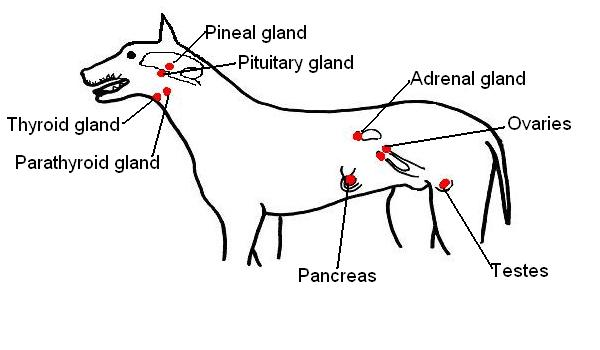 Pineal gland
Pituitary gland
Adrenal gland
Thyroid gland
Ovaries
Parathyroid gland
Pancreas
Testes